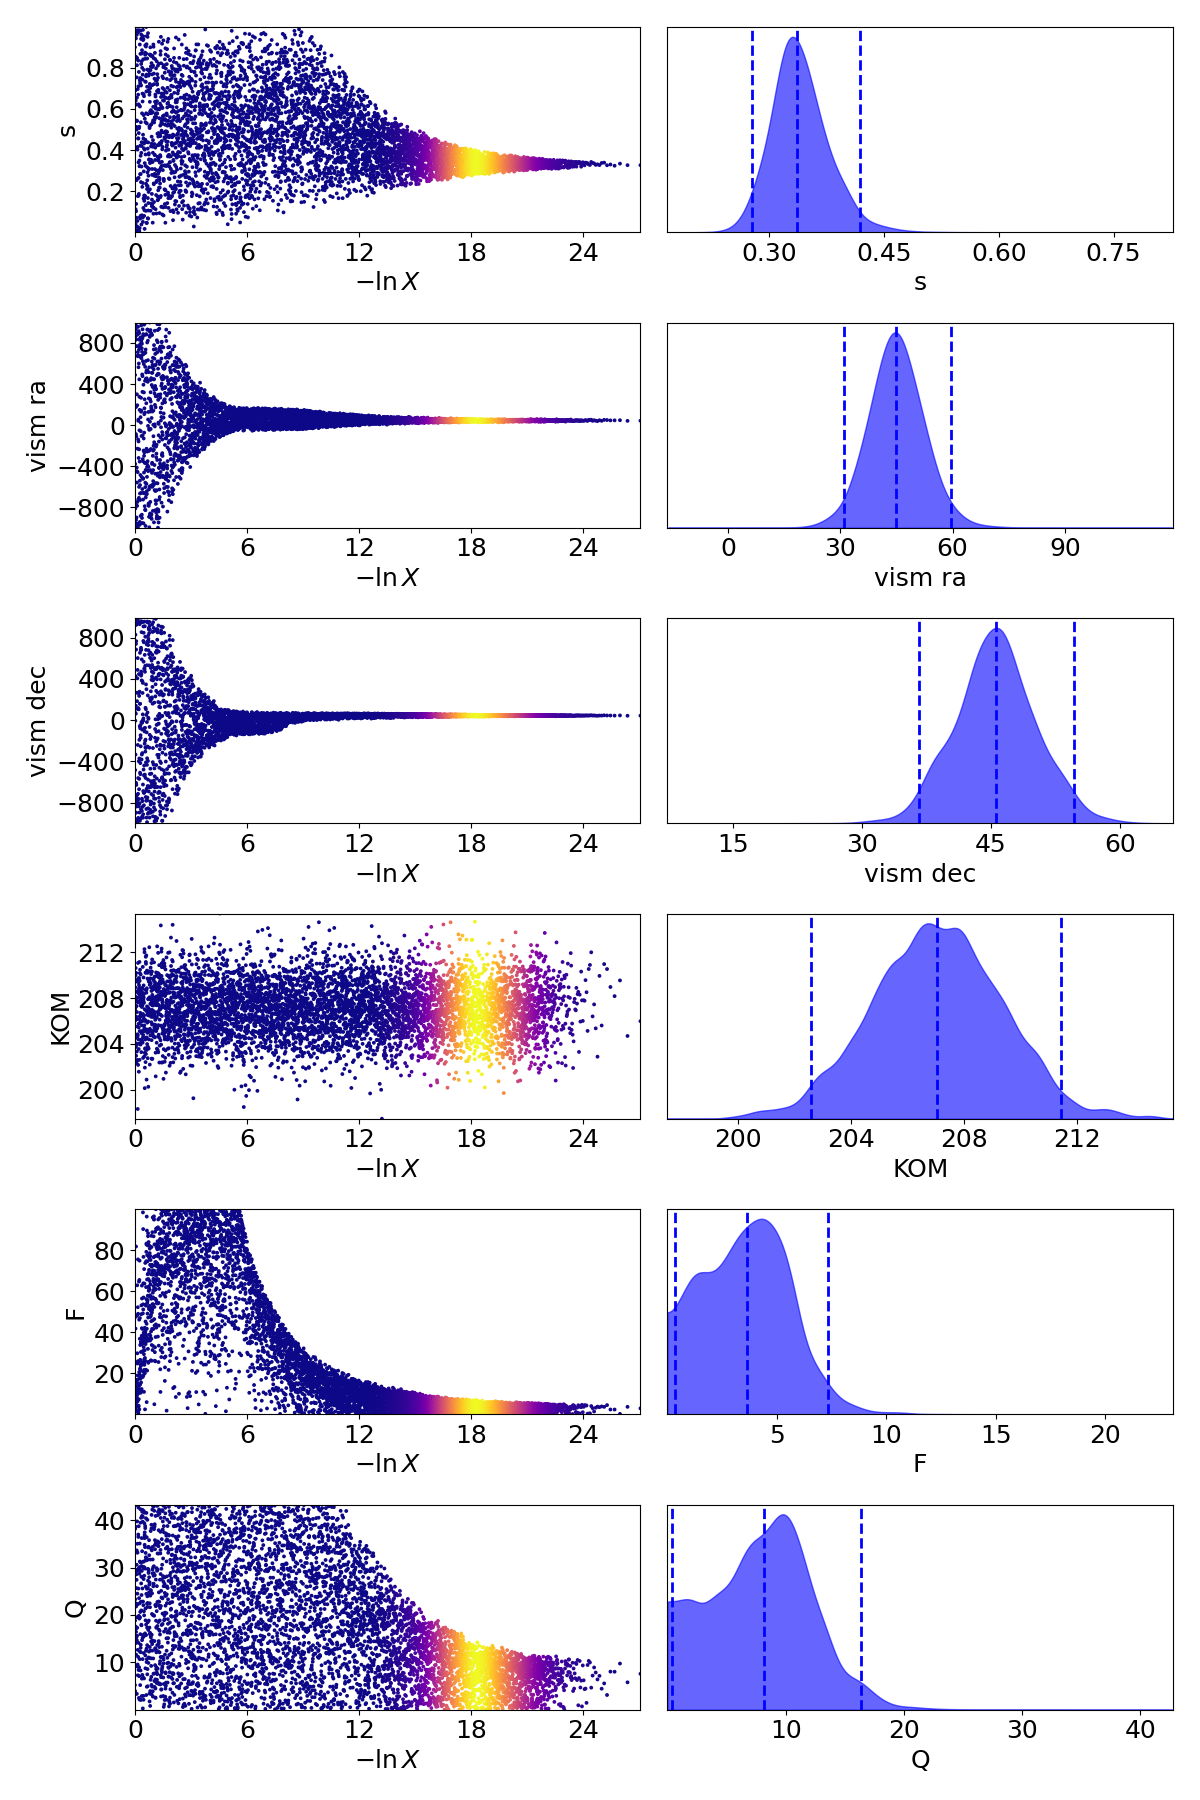 s
0.8
0.6
0.4
0.2
0 6 12 18 24
−ln X
0.30 0.45 0.60 0.75
s
vism ra
800
400
0
−400
−800
0 6 12 18 24
−ln X
0 30 60 90
vism ra
vism dec
800
400
0
−400
−800
0 6 12 18 24
−ln X
15 30 45 60
vism dec
KOM
212
208
204
200
0 6 12 18 24
−ln X
200 204 208 212
KOM
F
80
60
40
20
0 6 12 18 24
−ln X
5 10 15 20
F
Q
40
30
20
10
0 6 12 18 24
−ln X
10 20 30 40
Q